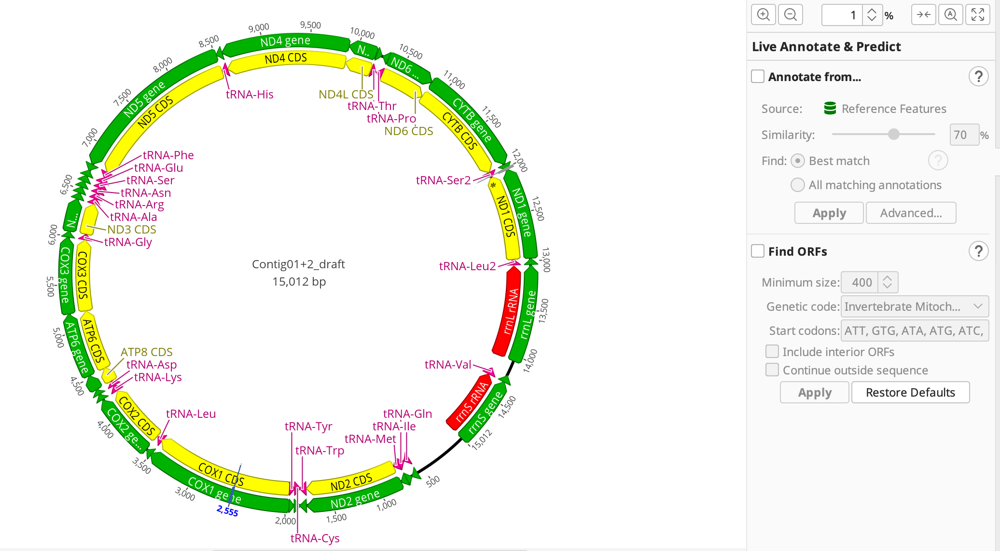 8,500
9,000
9,500
10,000
10,500
11,000
11,500
12,000
12,500
13,000
13,500
14,000
14,500
15,012
500
1,000
1,500
2,000
2,555
3,000
3,500
4,000
4,500
5,000
5,500
6,000
6,500
7,000
7,500
8,000
ND4 gene
ND4 CDS
N..
ND6 ...
CYTB gene
CYTB CDS
ND1 gene
*
ND1 CDS
rrnL gene
rrnL rRNA
rrnS gene
rrnS rRNA
ND2 gene
ND2 CDS
COX1 gene
COX1 CDS
COX2 ge...
COX2 CDS
ATP6 gene
ATP6 CDS
COX3 gene
COX3 CDS
N...
ND5 gene
ND5 CDS
tRNA-His
ND4L CDS
tRNA-Thr
tRNA-Pro
ND6 CDS
tRNA-Phe
tRNA-Glu
tRNA-Ser
tRNA-Asn
tRNA-Arg
tRNA-Ala
ND3 CDS
tRNA-Gly
tRNA-Ser2
tRNA-Leu2
Contig01+2_draft
15,012 bp
ATP8 CDS
tRNA-Asp
tRNA-Lys
tRNA-Val
tRNA-Leu
tRNA-Gln
tRNA-Tyr
tRNA-Ile
tRNA-Met
tRNA-Trp
tRNA-Cys
1 %
Live Annotate & Predict
Annotate from... ?
Source: Reference Features
Similarity: 70 %
Find: Best match ?
All matching annotations
Apply Advanced...
Find ORFs ?
Minimum size: 400
Genetic code: Invertebrate Mitoch...
Start codons: ATT, GTG, ATA, ATG, ATC,
Include interior ORFs
Continue outside sequence
Apply Restore Defaults